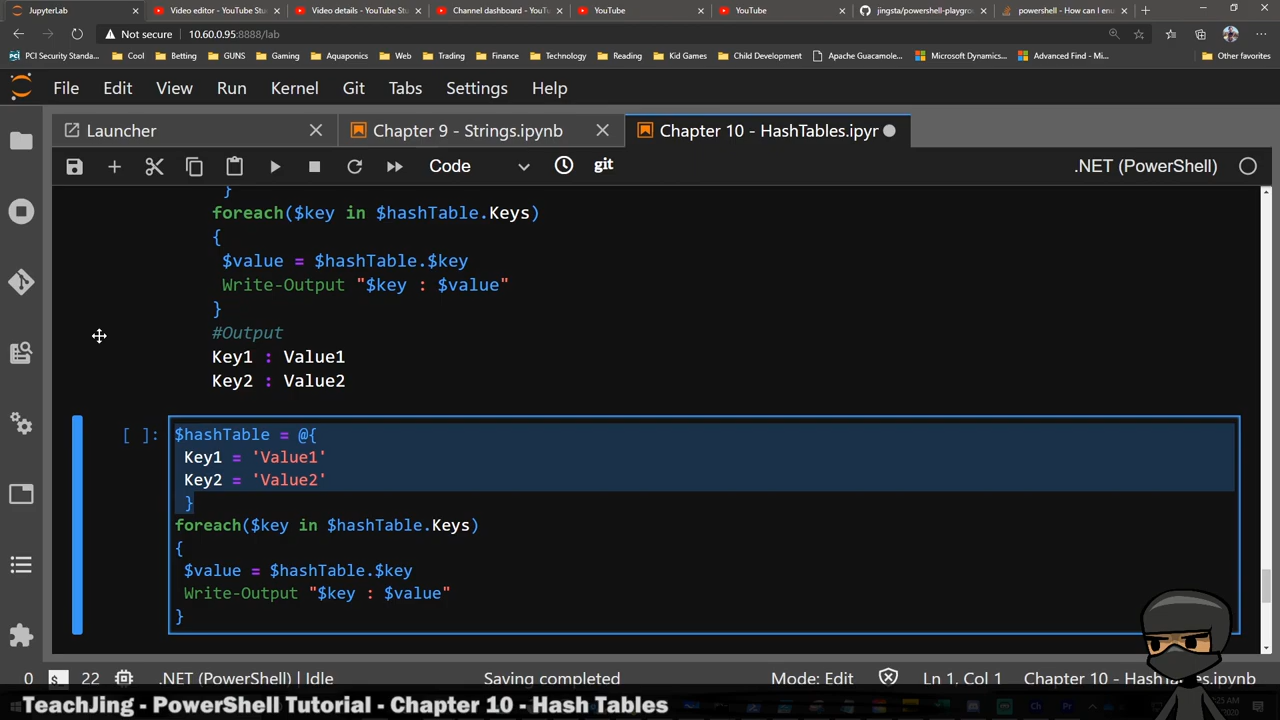 JupyterLab
Video editor - YouTube Stu
Video details - YouTube Stu
Channel dashboard - YouTu
YouTube
YouTube
jingsta/powershell-playgro
powershell - How can I enu
Not secure
10.60.0.95:8888/lab
PCI Security Standa...
Cool
Betting
GUNS
Gaming
Aquaponics
Web
Trading
Finance
Technology
Reading
Kid Games
Child Development
Apache Guacamole...
Microsoft Dynamics...
Advanced Find - Mi...
Other favorites
File
Edit
View
Run
Kernel
Git
Tabs
Settings
Help
Launcher
Chapter 9 - Strings.ipynb
Chapter 10 - HashTables.ipyr
Code
git
.NET (PowerShell)
}
foreach($key in $hashTable.Keys)
{
$value = $hashTable.$key
Write-Output "$key : $value"
}
#Output
Key1 : Value1
Key2 : Value2
[ ]:
$hashTable = @{
Key1 = 'Value1'
Key2 = 'Value2'
}
foreach($key in $hashTable.Keys)
{
$value = $hashTable.$key
Write-Output "$key : $value"
}
0
$_
22
.NET (PowerShell) | Idle
Saving completed
Mode: Edit
Ln 1, Col 1
Chapter 10 - HashTables.ipynb
TeachJing - PowerShell Tutorial - Chapter 10 - Hash Tables